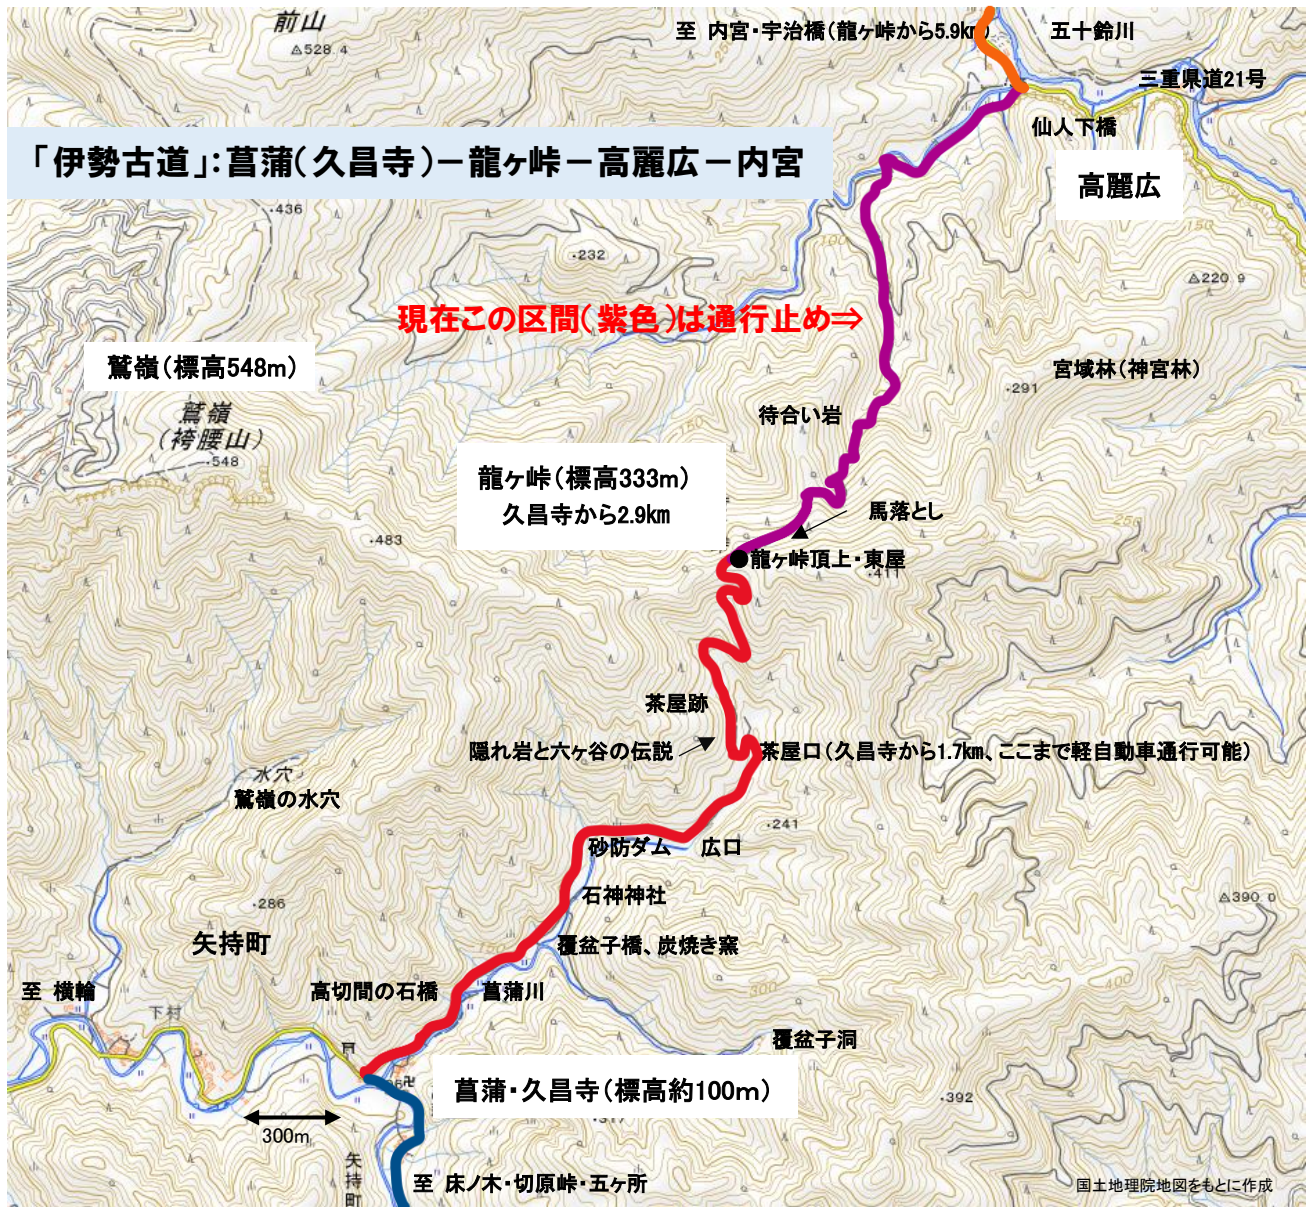 前山
△528.4
至 内宮・宇治橋(龍ヶ峠から5.9km)
五十鈴川
三重県道21号
仙人下橋
「伊勢古道」:菖蒲(久昌寺)－龍ヶ峠－高麗広－内宮
高麗広
・436
・232
100
150
△220.9
現在この区間(紫色)は通行止め⇒
鷲嶺(標高548m)
宮域林(神宮林)
・291
鷲嶺
(袴腰山)
・548
待合い岩
150
龍ヶ峠(標高333m)
久昌寺から2.9km
馬落とし
250
・483
龍ヶ峠頂上・東屋
・411
茶屋跡
隠れ岩と六ヶ谷の伝説
茶屋口(久昌寺から1.7km、ここまで軽自動車通行可能)
水穴
鷲嶺の水穴
・241
砂防ダム
広口
石神神社
・286
△390.0
矢持町
150
覆盆子橋、炭焼き窯
400
至 横輪
高切間の石橋
菖蒲川
300
下村
覆盆子洞
菖蒲・久昌寺(標高約100m)
・392
300m
・317
矢持町
至 床ノ木・切原峠・五ヶ所
国土地理院地図をもとに作成